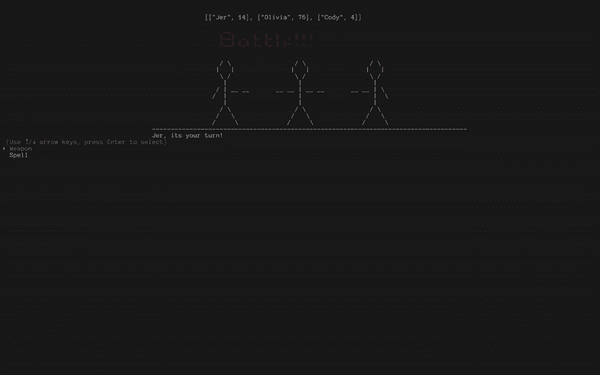 [["Jer", 14], ["Olivia", 76], ["Cody", 4]]
Battle!!!
Jer, its your turn!
(Use ↑/↓ arrow keys, press Enter to select)
‣ Weapon
Spell